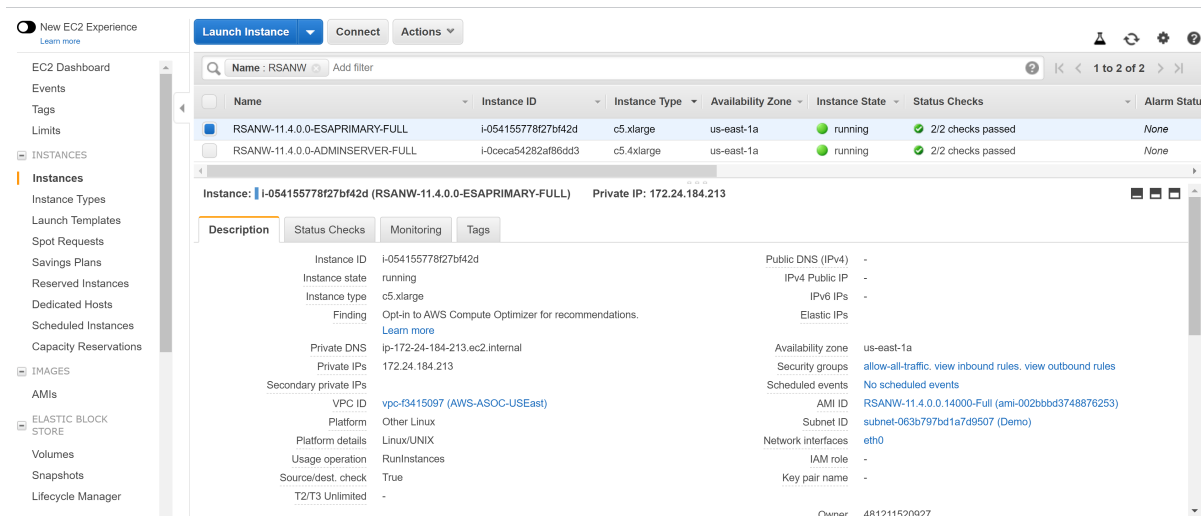 New EC2 Experience
Learn more
EC2 Dashboard
Events
Tags
Limits
INSTANCES
Instances
Instance Types
Launch Templates
Spot Requests
Savings Plans
Reserved Instances
Dedicated Hosts
Scheduled Instances
Capacity Reservations
IMAGES
AMIs
ELASTIC BLOCK
STORE
Volumes
Snapshots
Lifecycle Manager
Launch Instance Connect Actions
Name : RSANW Add filter 1 to 2 of 2
Name Instance ID Instance Type Availability Zone Instance State Status Checks Alarm Statu
RSANW-11.4.0.0-ESAPRIMARY-FULL i-054155778f27bf42d c5.xlarge us-east-1a running 2/2 checks passed None
RSANW-11.4.0.0-ADMINSERVER-FULL i-0ceca54282af86dd3 c5.4xlarge us-east-1a running 2/2 checks passed None
Instance: i-054155778f27bf42d (RSANW-11.4.0.0-ESAPRIMARY-FULL) Private IP: 172.24.184.213
Description Status Checks Monitoring Tags
Instance ID i-054155778f27bf42d
Instance state running
Instance type c5.xlarge
Finding Opt-in to AWS Compute Optimizer for recommendations.
Learn more
Private DNS ip-172-24-184-213.ec2.internal
Private IPs 172.24.184.213
Secondary private IPs
VPC ID vpc-f3415097 (AWS-ASOC-USEast)
Platform Other Linux
Platform details Linux/UNIX
Usage operation RunInstances
Source/dest. check True
T2/T3 Unlimited -
Public DNS (IPv4) -
IPv4 Public IP -
IPv6 IPs -
Elastic IPs
Availability zone us-east-1a
Security groups allow-all-traffic. view inbound rules. view outbound rules
Scheduled events No scheduled events
AMI ID RSANW-11.4.0.0.14000-Full (ami-002bbbd3748876253)
Subnet ID subnet-063b797bd1a7d9507 (Demo)
Network interfaces eth0
IAM role -
Key pair name -
Owner 481211520927